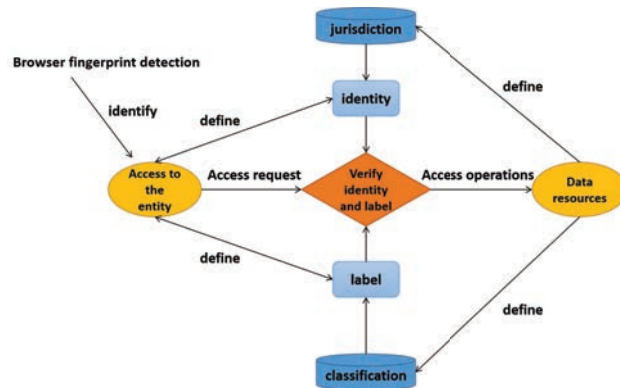 jurisdiction
Browser fingerprint detection
identify
define
identity
define
Access to
the
entity
Access request
Verify
identity
and label
Access operations
Data
resources
define
label
define
classification